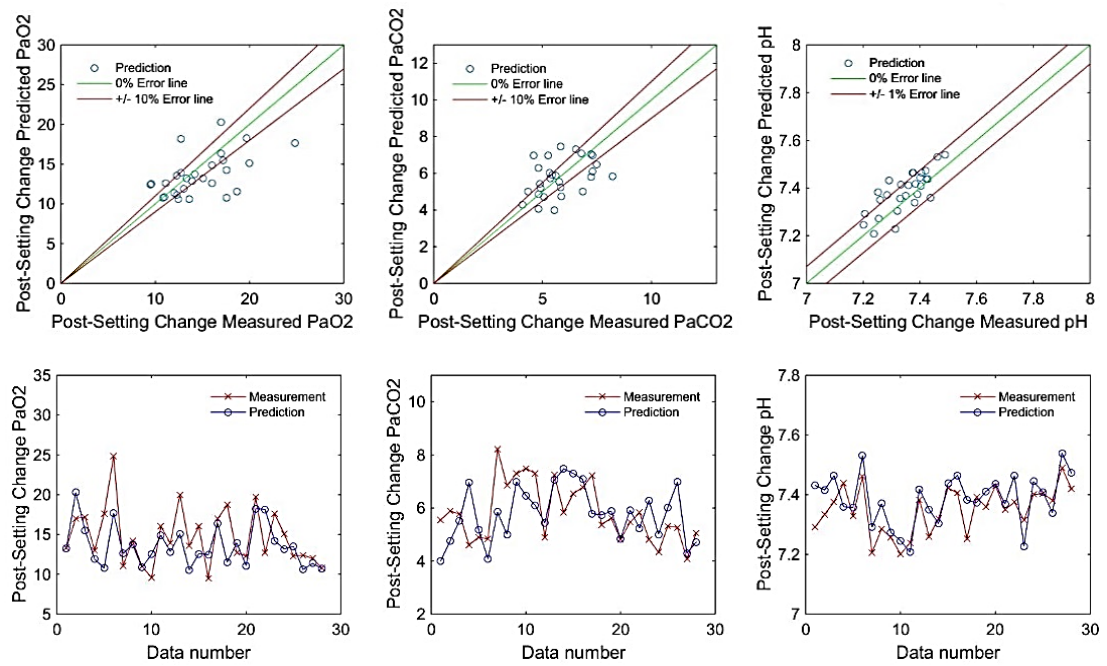 Post-Setting Change Predicted PaO2
30
25
20
15
10
5
0
Prediction
0% Error line
+/- 10% Error line
0 10 20 30
Post-Setting Change Measured PaO2
Post-Setting Change Predicted PaCO2
12
10
8
6
4
2
0
Prediction
0% Error line
+/- 10% Error line
0 5 10
Post-Setting Change Measured PaCO2
Post-Setting Change Predicted pH
8
7.8
7.6
7.4
7.2
7
Prediction
0% Error line
+/- 1% Error line
7 7.2 7.4 7.6 7.8 8
Post-Setting Change Measured pH
Post-Setting Change PaO2
35
30
25
20
15
10
5
Measurement
Prediction
0 10 20 30
Data number
Post-Setting Change PaCO2
11
10
8
6
4
2
0
Measurement
Prediction
0 10 20 30
Data number
Post-Setting Change pH
7.8
7.6
7.4
7.2
7
Measurement
Prediction
0 10 20 30
Data number